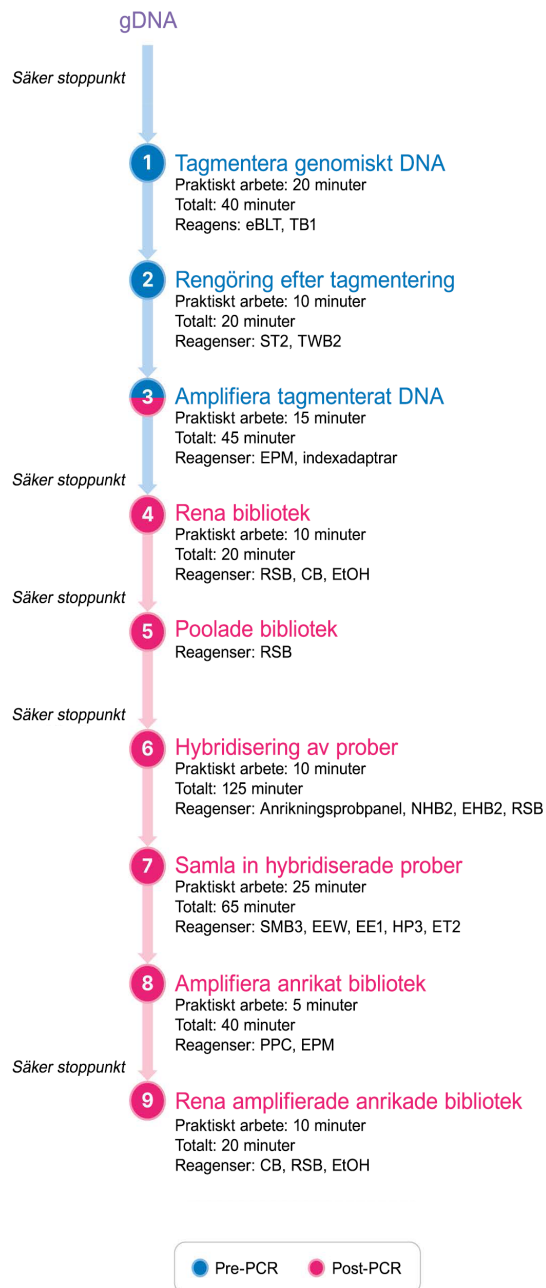 gDNA
Säker stoppunkt
1 Tagmentera genomiskt DNA
Praktiskt arbete: 20 minuter
Totalt: 40 minuter
Reagens: eBLT, TB1
2 Rengöring efter tagmentering
Praktiskt arbete: 10 minuter
Totalt: 20 minuter
Reagenser: ST2, TWB2
3 Amplifiera tagmenterat DNA
Praktiskt arbete: 15 minuter
Totalt: 45 minuter
Reagenser: EPM, indexadaptrar
Säker stoppunkt
4 Rena bibliotek
Praktiskt arbete: 10 minuter
Totalt: 20 minuter
Reagenser: RSB, CB, EtOH
Säker stoppunkt
5 Poolade bibliotek
Reagenser: RSB
Säker stoppunkt
6 Hybridisering av prober
Praktiskt arbete: 10 minuter
Totalt: 125 minuter
Reagenser: Anrikningsprobpanel, NHB2, EHB2, RSB
7 Samla in hybridiserade prober
Praktiskt arbete: 25 minuter
Totalt: 65 minuter
Reagenser: SMB3, EEW, EE1, HP3, ET2
8 Amplifiera anrikat bibliotek
Praktiskt arbete: 5 minuter
Totalt: 40 minuter
Reagenser: PPC, EPM
Säker stoppunkt
9 Rena amplifierade anrikade bibliotek
Praktiskt arbete: 10 minuter
Totalt: 20 minuter
Reagenser: CB, RSB, EtOH
Pre-PCR Post-PCR